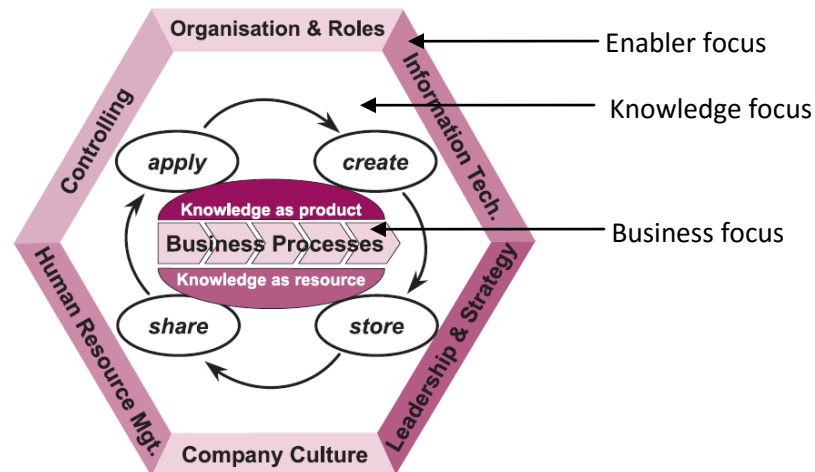 Organisation & Roles
Enabler focus
Information Tech.
Controlling
Knowledge focus
apply
create
Knowledge as product
Business Processes
Business focus
Knowledge as resource
share
store
Human Resource Mgt.
Leadership & Strategy
Company Culture